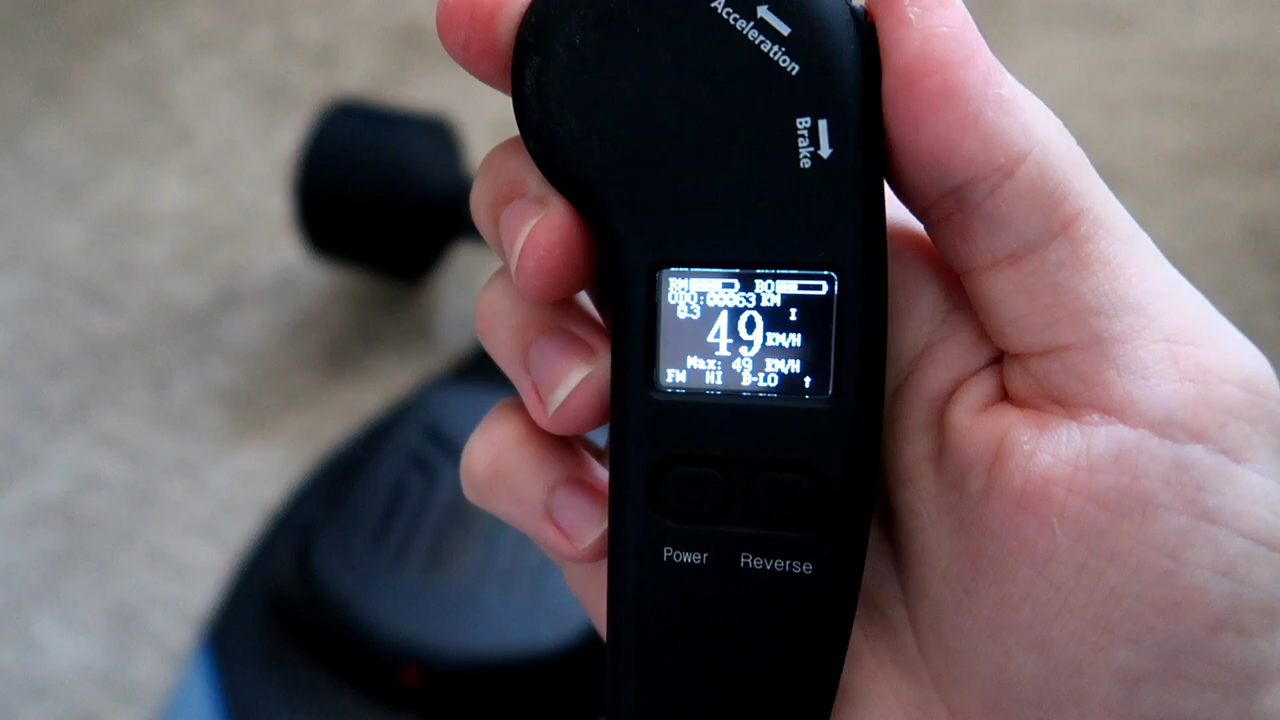 Acceleration
Brake
RM BO
ODO:00063 KM
0.3 I
49 KM/H
Max: 49 KM/H
FW HI B-LO ↑
Power Reverse